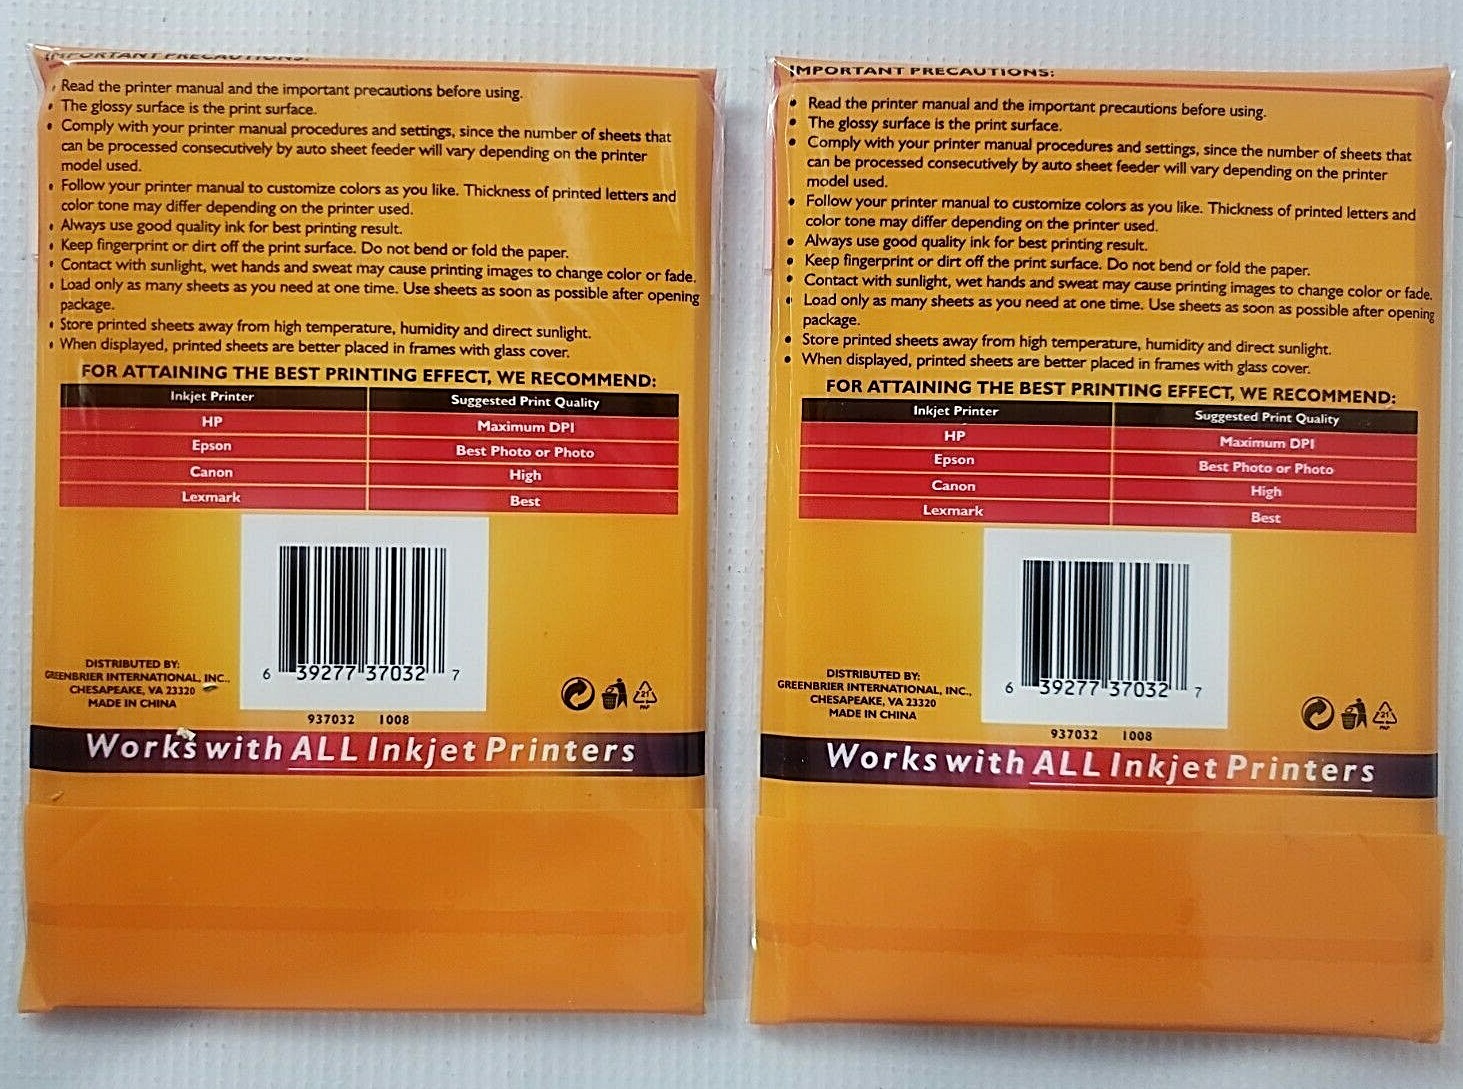 IMPORTANT PRECAUTIONS:
• Read the printer manual and the important precautions before using.
• The glossy surface is the print surface.
• Comply with your printer manual procedures and settings, since the number of sheets that
can be processed consecutively by auto sheet feeder will vary depending on the printer
model used.
• Follow your printer manual to customize colors as you like. Thickness of printed letters and
color tone may differ depending on the printer used.
• Always use good quality ink for best printing result.
• Keep fingerprint or dirt off the print surface. Do not bend or fold the paper.
• Contact with sunlight, wet hands and sweat may cause printing images to change color or fade.
• Load only as many sheets as you need at one time. Use sheets as soon as possible after opening
package.
• Store printed sheets away from high temperature, humidity and direct sunlight.
• When displayed, printed sheets are better placed in frames with glass cover.
FOR ATTAINING THE BEST PRINTING EFFECT, WE RECOMMEND:
Inkjet Printer Suggested Print Quality
HP Maximum DPI
Epson Best Photo or Photo
Canon High
Lexmark Best
6 39277 37032 7
DISTRIBUTED BY:
GREENBRIER INTERNATIONAL, INC.,
CHESAPEAKE, VA 23320
MADE IN CHINA
21
PAP
937032 1008
Works with ALL Inkjet Printers
IMPORTANT PRECAUTIONS:
• Read the printer manual and the important precautions before using.
• The glossy surface is the print surface.
• Comply with your printer manual procedures and settings, since the number of sheets that
can be processed consecutively by auto sheet feeder will vary depending on the printer
model used.
• Follow your printer manual to customize colors as you like. Thickness of printed letters and
color tone may differ depending on the printer used.
• Always use good quality ink for best printing result.
• Keep fingerprint or dirt off the print surface. Do not bend or fold the paper.
• Contact with sunlight, wet hands and sweat may cause printing images to change color or fade.
• Load only as many sheets as you need at one time. Use sheets as soon as possible after opening
package.
• Store printed sheets away from high temperature, humidity and direct sunlight.
• When displayed, printed sheets are better placed in frames with glass cover.
FOR ATTAINING THE BEST PRINTING EFFECT, WE RECOMMEND:
Inkjet Printer Suggested Print Quality
HP Maximum DPI
Epson Best Photo or Photo
Canon High
Lexmark Best
6 39277 37032 7
DISTRIBUTED BY:
GREENBRIER INTERNATIONAL, INC.,
CHESAPEAKE, VA 23320
MADE IN CHINA
21
PAP
937032 1008
Works with ALL Inkjet Printers